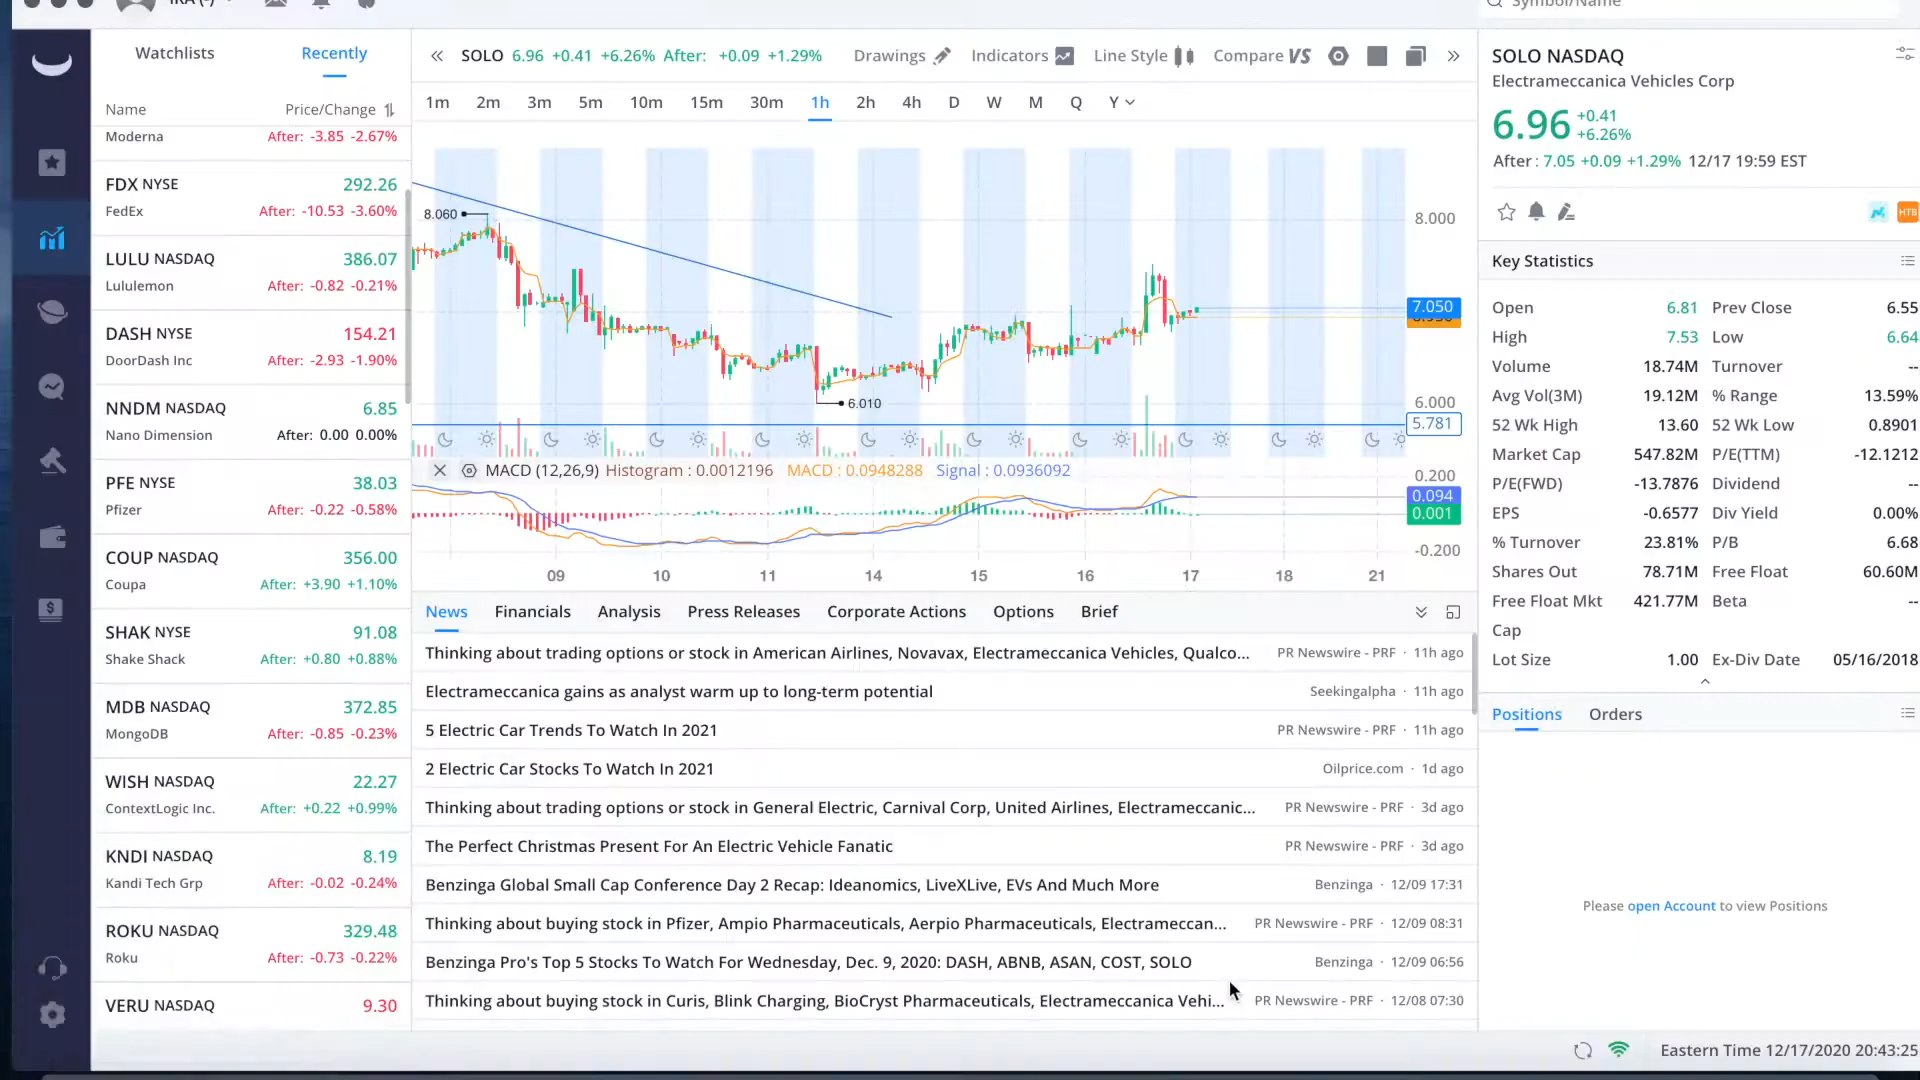 Watchlists
Recently
Name Price/Change
Moderna After: -3.85 -2.67%
FDX NYSE 292.26
FedEx After: -10.53 -3.60%
LULU NASDAQ 386.07
Lululemon After: -0.82 -0.21%
DASH NYSE 154.21
DoorDash Inc After: -2.93 -1.90%
NNDM NASDAQ 6.85
Nano Dimension After: 0.00 0.00%
PFE NYSE 38.03
Pfizer After: -0.22 -0.58%
COUP NASDAQ 356.00
Coupa After: +3.90 +1.10%
SHAK NYSE 91.08
Shake Shack After: +0.80 +0.88%
MDB NASDAQ 372.85
MongoDB After: -0.85 -0.23%
WISH NASDAQ 22.27
ContextLogic Inc. After: +0.22 +0.99%
KNDI NASDAQ 8.19
Kandi Tech Grp After: -0.02 -0.24%
ROKU NASDAQ 329.48
Roku After: -0.73 -0.22%
VERU NASDAQ 9.30
SOLO 6.96 +0.41 +6.26% After: +0.09 +1.29% Drawings Indicators Line Style Compare VS
1m 2m 3m 5m 10m 15m 30m 1h 2h 4h D W M Q Y
8.060
8.000
7.050
6.010
6.000
5.781
MACD (12,26,9) Histogram : 0.0012196 MACD : 0.0948288 Signal : 0.0936092
0.200
0.094
0.001
-0.200
09 10 11 14 15 16 17 18 21
News Financials Analysis Press Releases Corporate Actions Options Brief
Thinking about trading options or stock in American Airlines, Novavax, Electrameccanica Vehicles, Qualco... PR Newswire - PRF · 11h ago
Electrameccanica gains as analyst warm up to long-term potential Seekingalpha · 11h ago
5 Electric Car Trends To Watch In 2021 PR Newswire - PRF · 11h ago
2 Electric Car Stocks To Watch In 2021 Oilprice.com · 1d ago
Thinking about trading options or stock in General Electric, Carnival Corp, United Airlines, Electrameccanic... PR Newswire - PRF · 3d ago
The Perfect Christmas Present For An Electric Vehicle Fanatic PR Newswire - PRF · 3d ago
Benzinga Global Small Cap Conference Day 2 Recap: Ideanomics, LiveXLive, EVs And Much More Benzinga · 12/09 17:31
Thinking about buying stock in Pfizer, Ampio Pharmaceuticals, Aerpio Pharmaceuticals, Electrameccan... PR Newswire - PRF · 12/09 08:31
Benzinga Pro's Top 5 Stocks To Watch For Wednesday, Dec. 9, 2020: DASH, ABNB, ASAN, COST, SOLO Benzinga · 12/09 06:56
Thinking about buying stock in Curis, Blink Charging, BioCryst Pharmaceuticals, Electrameccanica Vehi... PR Newswire - PRF · 12/08 07:30
Symbol/Name
SOLO NASDAQ
Electrameccanica Vehicles Corp
6.96 +0.41
+6.26%
After : 7.05 +0.09 +1.29% 12/17 19:59 EST
HTB
Key Statistics
Open 6.81 Prev Close 6.55
High 7.53 Low 6.64
Volume 18.74M Turnover --
Avg Vol(3M) 19.12M % Range 13.59%
52 Wk High 13.60 52 Wk Low 0.8901
Market Cap 547.82M P/E(TTM) -12.1212
P/E(FWD) -13.7876 Dividend --
EPS -0.6577 Div Yield 0.00%
% Turnover 23.81% P/B 6.68
Shares Out 78.71M Free Float 60.60M
Free Float Mkt 421.77M Beta --
Cap
Lot Size 1.00 Ex-Div Date 05/16/2018
Positions Orders
Please open Account to view Positions
Eastern Time 12/17/2020 20:43:25